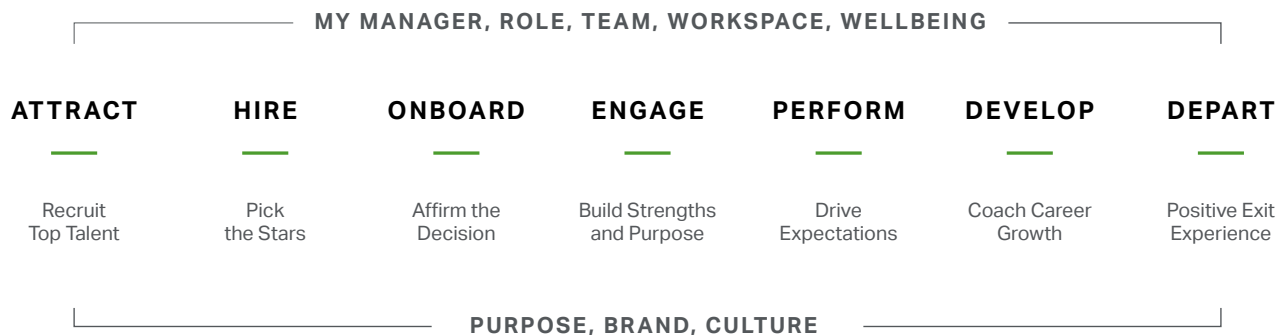 MY MANAGER, ROLE, TEAM, WORKSPACE, WELLBEING
ATTRACT HIRE ONBOARD ENGAGE PERFORM DEVELOP DEPART
Recruit Pick Affirm the Build Strengths Drive Coach Career Positive Exit
Top Talent the Stars Decision and Purpose Expectations Growth Experience
PURPOSE, BRAND, CULTURE